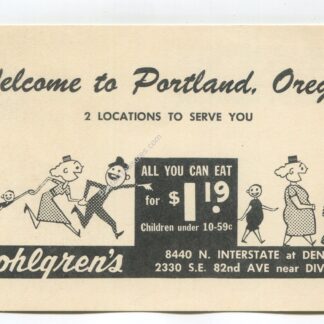 elcome to Portland, Oreg
2 LOCATIONS TO SERVE YOU
ALL YOU CAN EAT
for $1.19
Children under 10-59c
ohlgren's
8440 N. INTERSTATE at DEN
2330 S.E. 82nd AVE near DIV